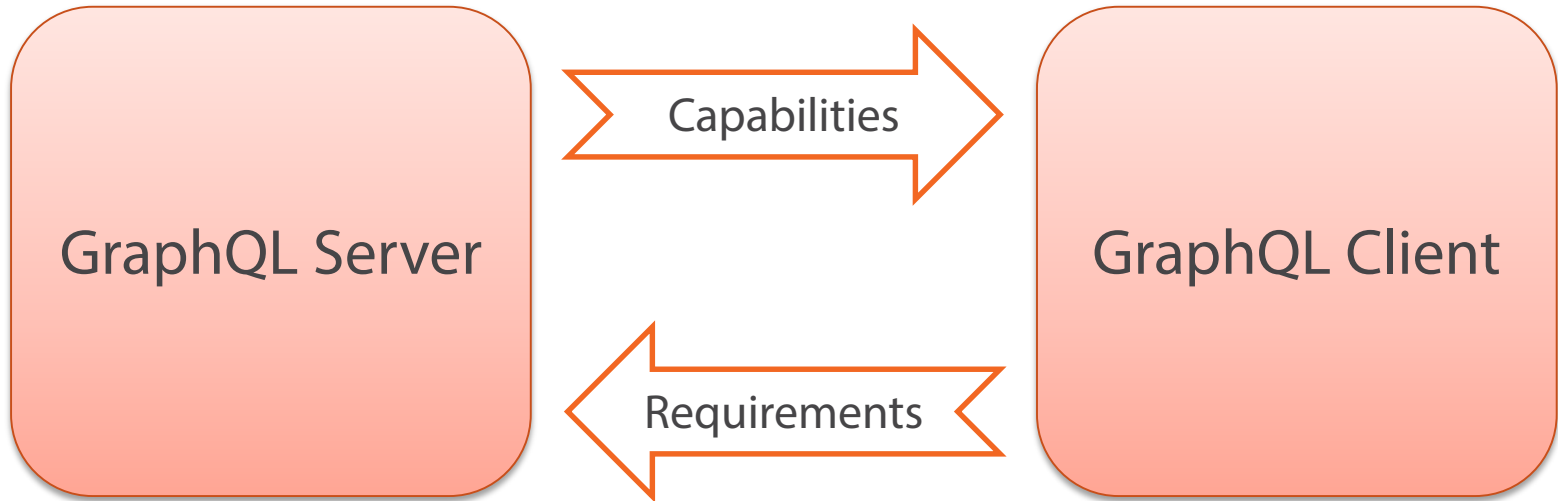 Capabilities
GraphQL Server
GraphQL Client
Requirements